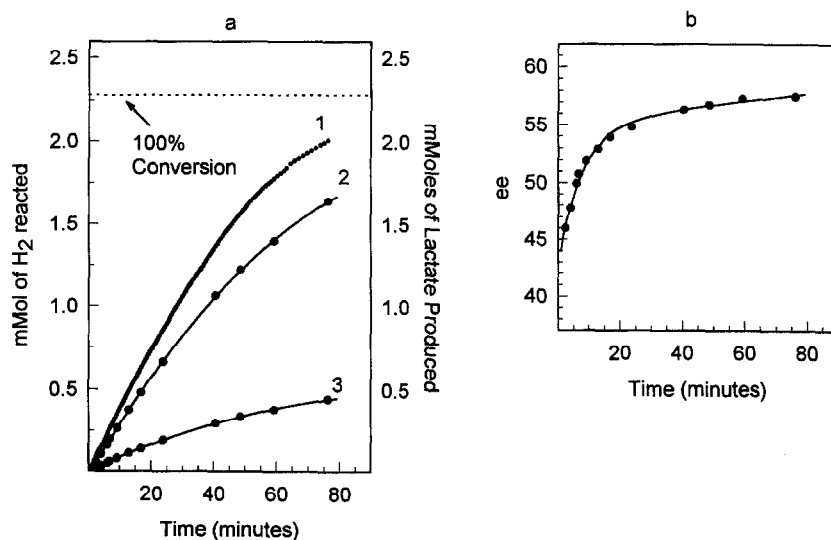 a
2.5
2.0
1.5
1.0
0.5
2.5
2.0
1.5
1.0
0.5
100%
Conversion
1
2
3
20 40 60 80
Time (minutes)
mMol of H2 reacted
mMoles of Lactate Produced
b
60
55
50
45
40
20 40 60 80
Time (minutes)
ee